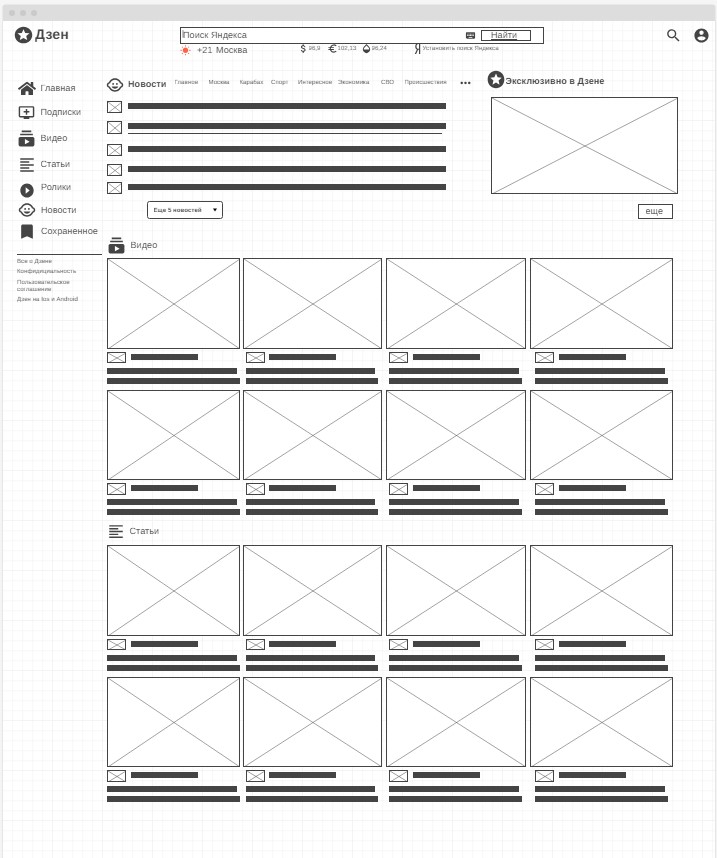 Дзен
Поиск Яндекса
Найти
+21 Москва
96,9
102,13
96,24
Я Установить поиск Яндекса
Главная
Подписки
Видео
Статьи
Ролики
Новости
Сохраненное
Все о Дзене
Конфидициальность
Пользовательское
соглашение
Дзен на Ios и Android
Новости Главное Москва Карабах Спорт Интересное Экономика СВО Происшествия
Еще 5 новостей
Эксклюзивно в Дзене
еще
Видео
Статьи